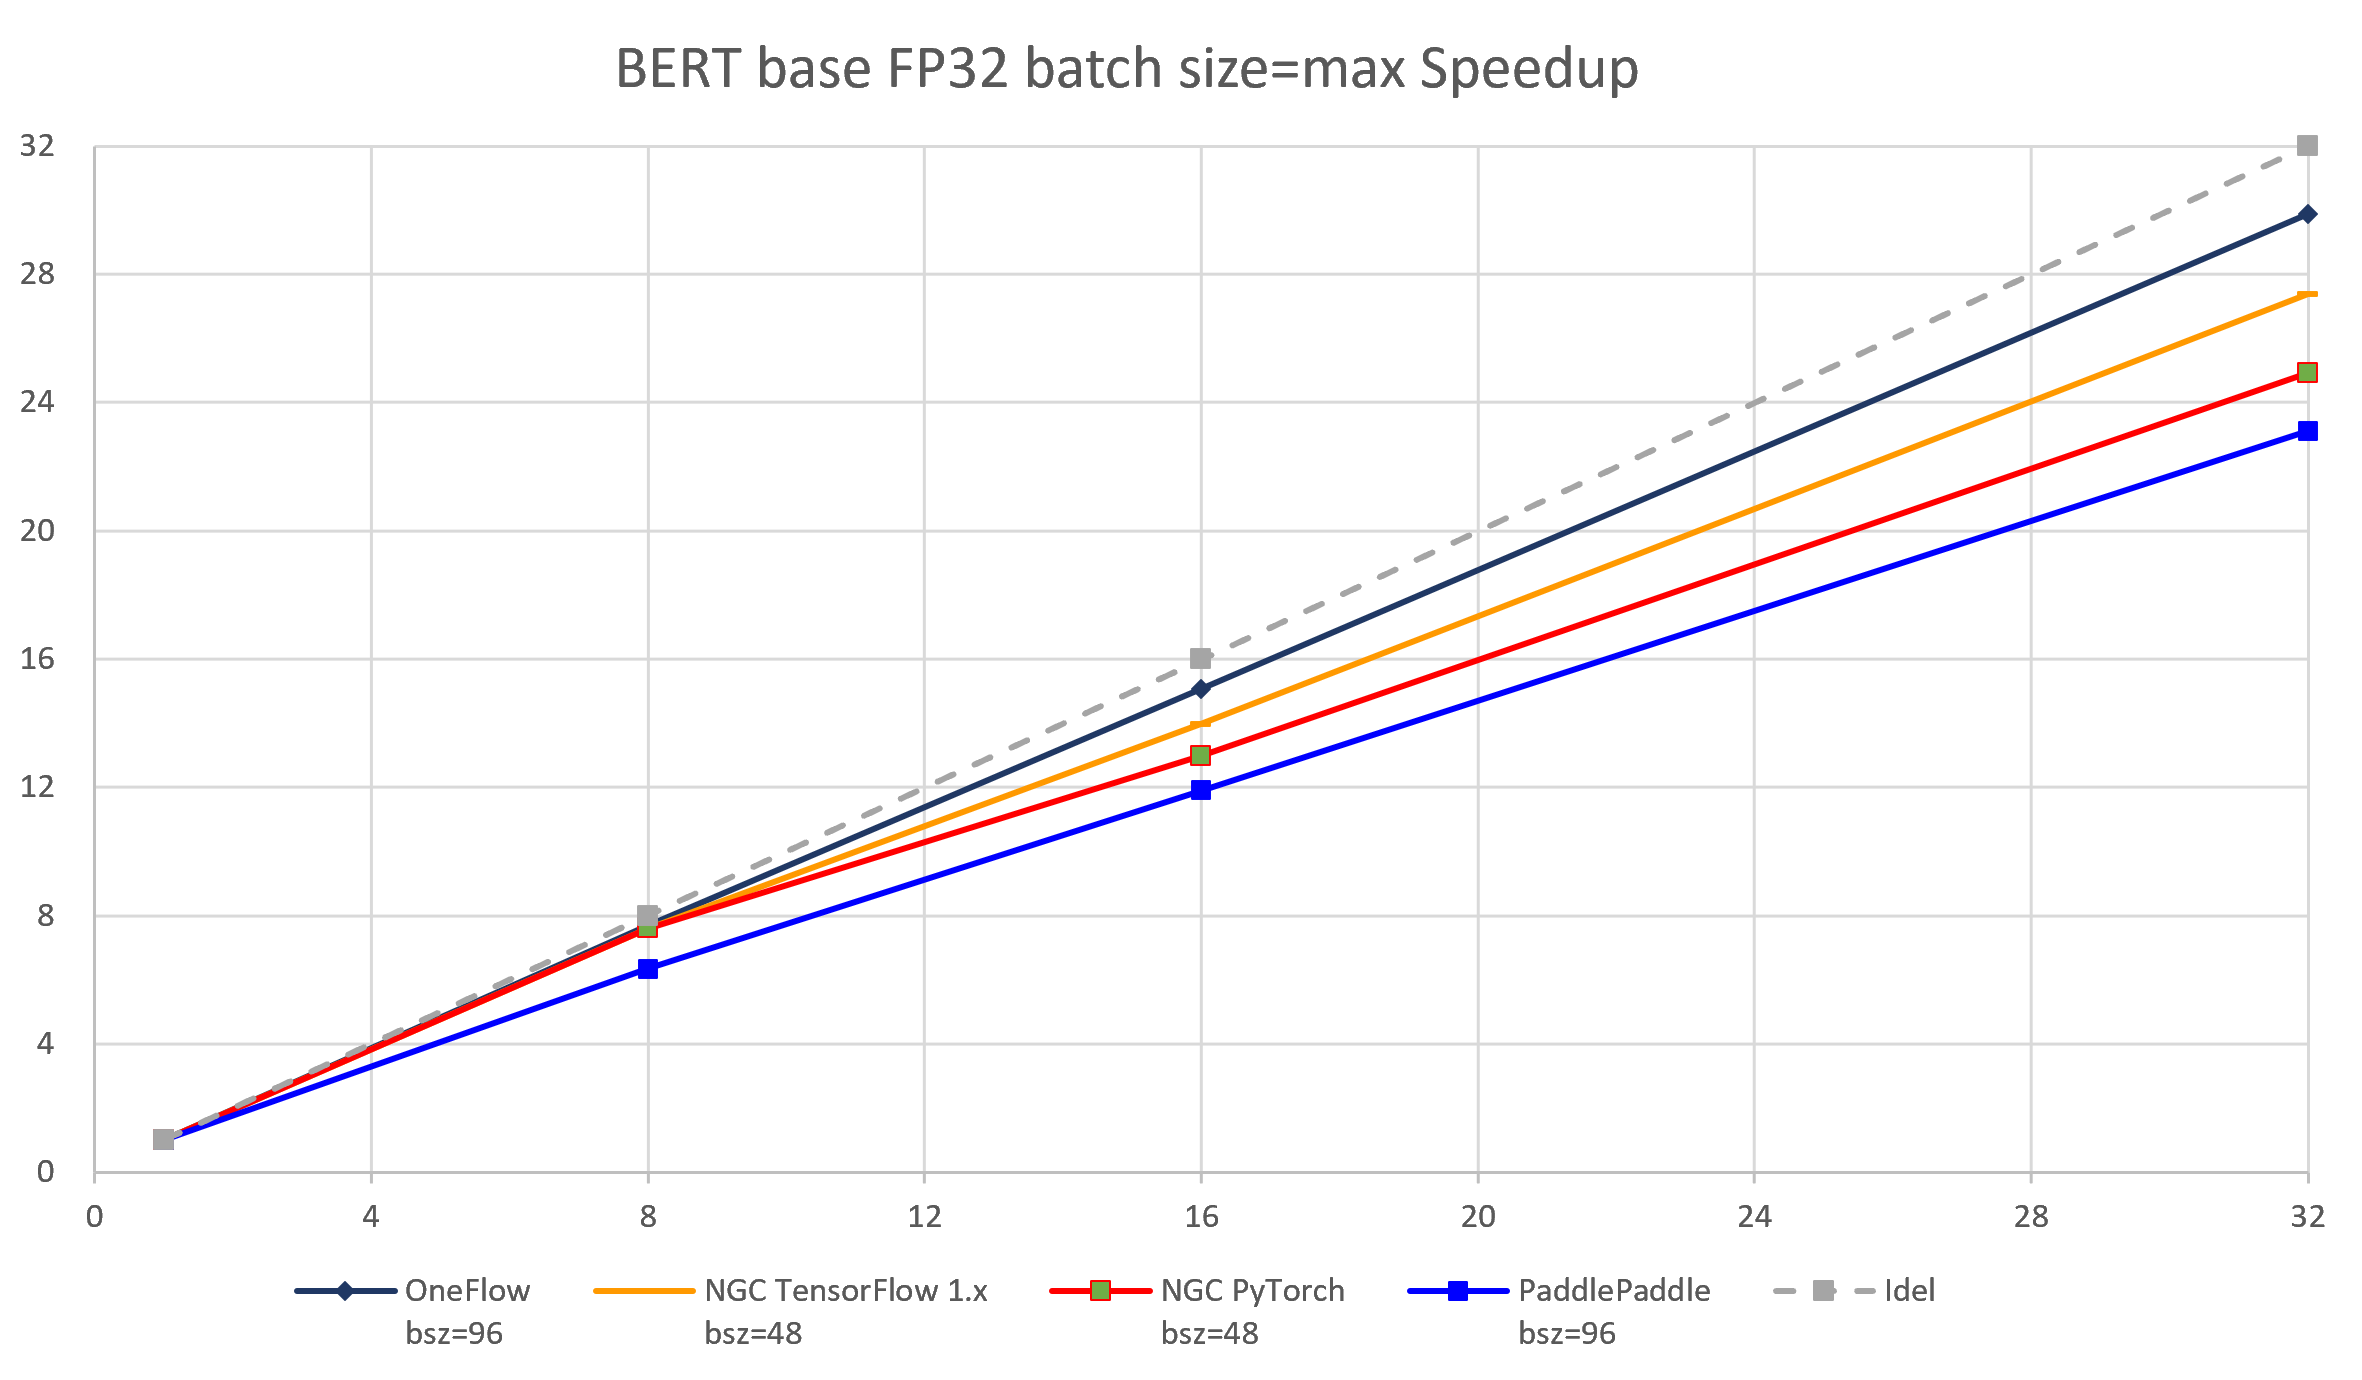 BERT base FP32 batch size=max Speedup
32
28
24
20
16
12
8
4
0
0 4 8 12 16 20 24 28 32
OneFlow NGC TensorFlow 1.x NGC PyTorch PaddlePaddle Idel
bsz=96 bsz=48 bsz=48 bsz=96